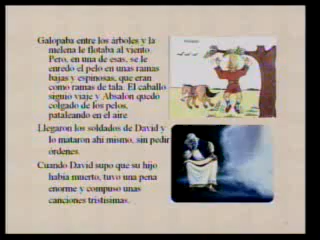 Galopaba entre los árboles y la
melena le flotaba al viento.
Pero, en una de esas, se le
enredó el pelo en unas ramas
bajas y espinosas, que eran
como ramas de tala. El caballo
siguio viaje y Absalón quedó
colgado de los pelos,
pataleando en el aire
Llegaron los soldados de David y
lo mataron ahi mismo, sin pedir
órdenes.
Cuando David supo que su hijo
había muerto, tuvo una pena
enorme y compuso unas
canciones tristísimas.